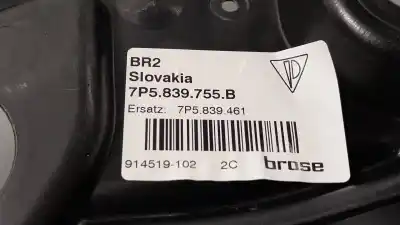 BR2
Slovakia
7P5.839.755.B
Ersatz: 7P5.839.461
914519-102 2C brose